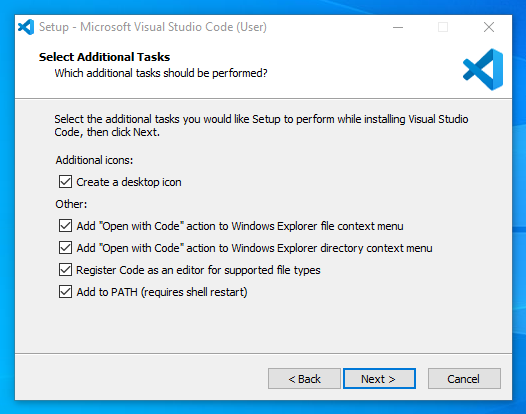 Setup - Microsoft Visual Studio Code (User)
Select Additional Tasks
Which additional tasks should be performed?
Select the additional tasks you would like Setup to perform while installing Visual Studio
Code, then click Next.
Additional icons:
Create a desktop icon
Other:
Add "Open with Code" action to Windows Explorer file context menu
Add "Open with Code" action to Windows Explorer directory context menu
Register Code as an editor for supported file types
Add to PATH (requires shell restart)
< Back
Next >
Cancel